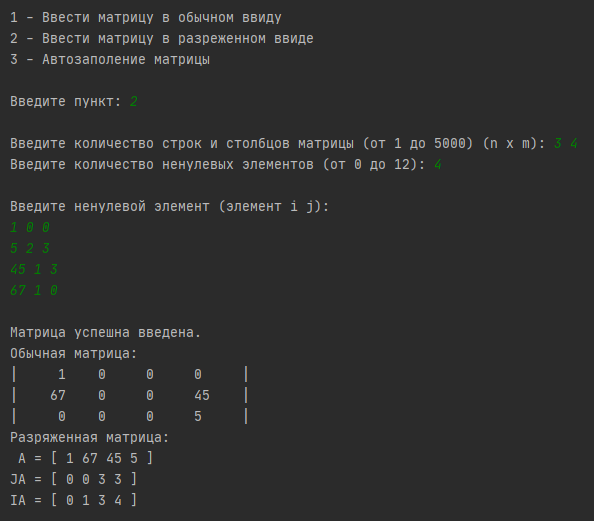 1 - Ввести матрицу в обычном ввиду
2 - Ввести матрицу в разреженном ввиде
3 - Автозаполение матрицы
Введите пункт: 2
Введите количество строк и столбцов матрицы (от 1 до 5000) (n x m): 3 4
Введите количество ненулевых элементов (от 0 до 12): 4
Введите ненулевой элемент (элемент i j):
1 0 0
5 2 3
45 1 3
67 1 0
Матрица успешна введена.
Обычная матрица:
|     1    0     0     0     |
|    67    0     0     45    |
|     0    0     0     5     |
Разряженная матрица:
 A = [ 1 67 45 5 ]
JA = [ 0 0 3 3 ]
IA = [ 0 1 3 4 ]